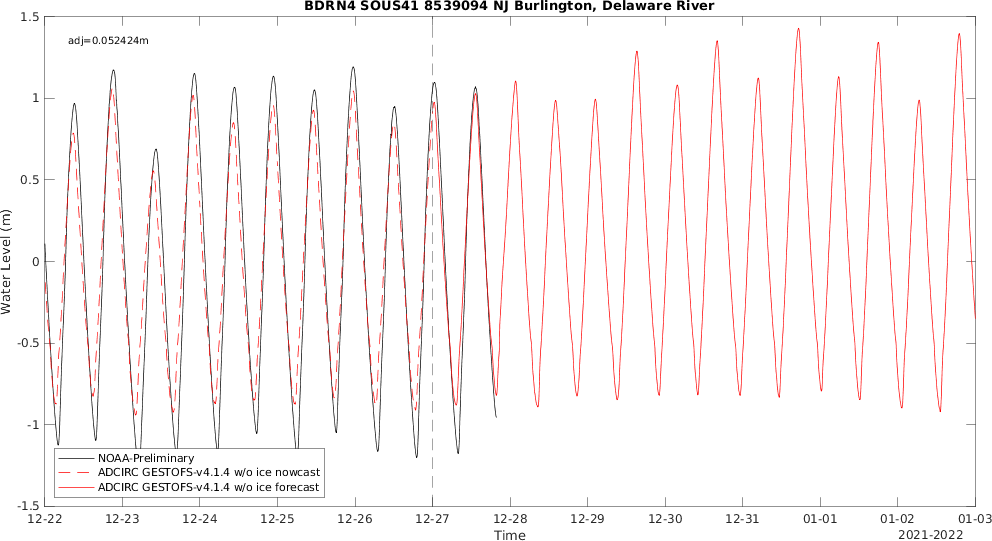 BDRN4 SOUS41 8539094 NJ Burlington, Delaware River
adj=0.052424m
1.5
1
0.5
0
-0.5
-1
-1.5
Water Level (m)
NOAA-Preliminary
ADCIRC GESTOFS-v4.1.4 w/o ice nowcast
ADCIRC GESTOFS-v4.1.4 w/o ice forecast
12-22 12-23 12-24 12-25 12-26 12-27 12-28 12-29 12-30 12-31 01-01 01-02 01-03
Time
2021-2022